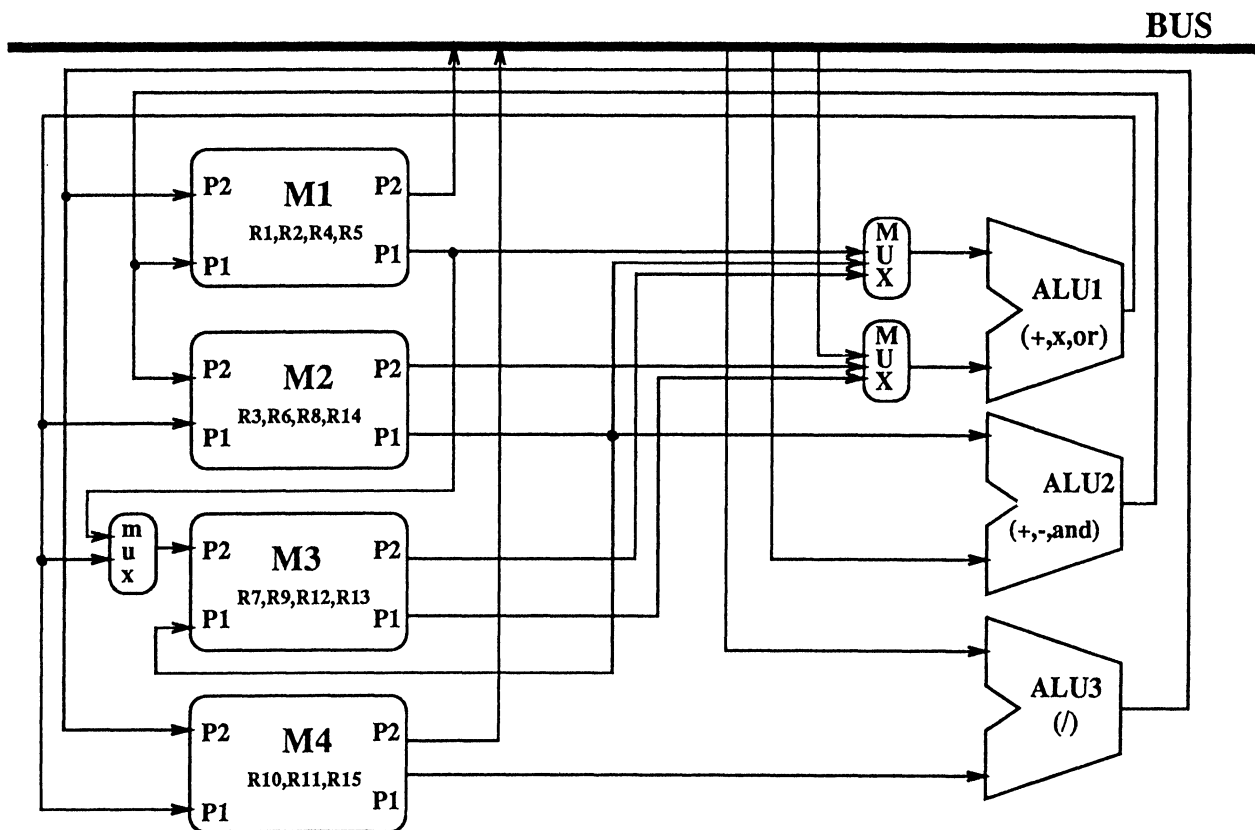 BUS
P2 M1 P2
R1,R2,R4,R5
P1 P1
M
U
X
ALU1
(+,x,or)
P2 M2 P2
R3,R6,R8,R14
P1 P1
M
U
X
ALU2
(+,-,and)
m
u
x
P2 M3 P2
R7,R9,R12,R13
P1 P1
ALU3
(/)
P2 M4 P2
R10,R11,R15
P1 P1